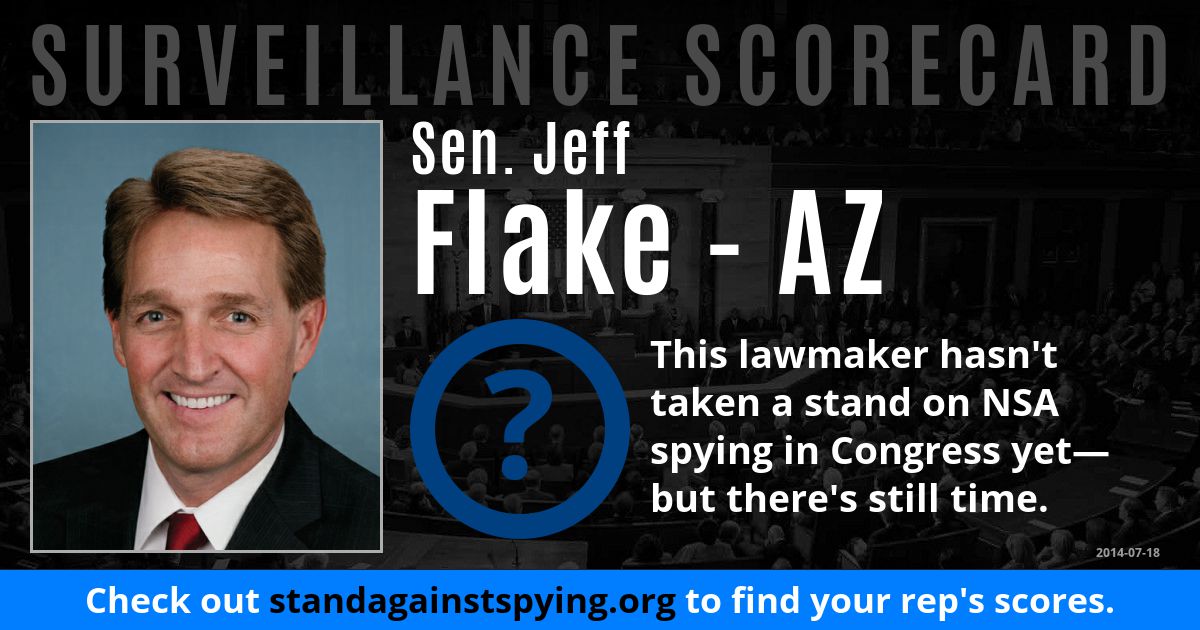 SURVEILLANCE SCORECARD
Sen. Jeff
Flake - AZ
?
This lawmaker hasn't
taken a stand on NSA
spying in Congress yet—
but there's still time.
2014-07-18
Check out standagainstspying.org to find your rep's scores.